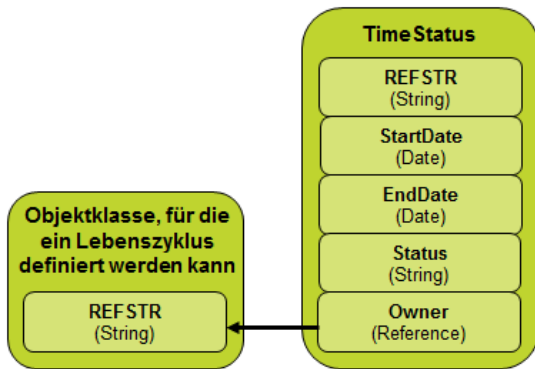 TimeStatus
REFSTR
(String)
StartDate
(Date)
EndDate
(Date)
Status
(String)
Owner
(Reference)
Objektklasse, für die
ein Lebenszyklus
definiert werden kann
REFSTR
(String)